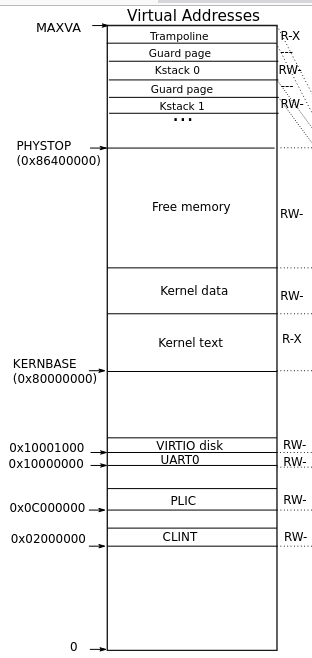 Virtual Addresses
MAXVA
Trampoline R-X
Guard page ---
Kstack 0 RW-
Guard page ---
Kstack 1 RW-
...
PHYSTOP
(0x86400000)
Free memory RW-
Kernel data RW-
Kernel text R-X
KERNBASE
(0x80000000)
VIRTIO disk RW-
0x10001000
UART0 RW-
0x10000000
PLIC RW-
0x0C000000
CLINT RW-
0x02000000
0